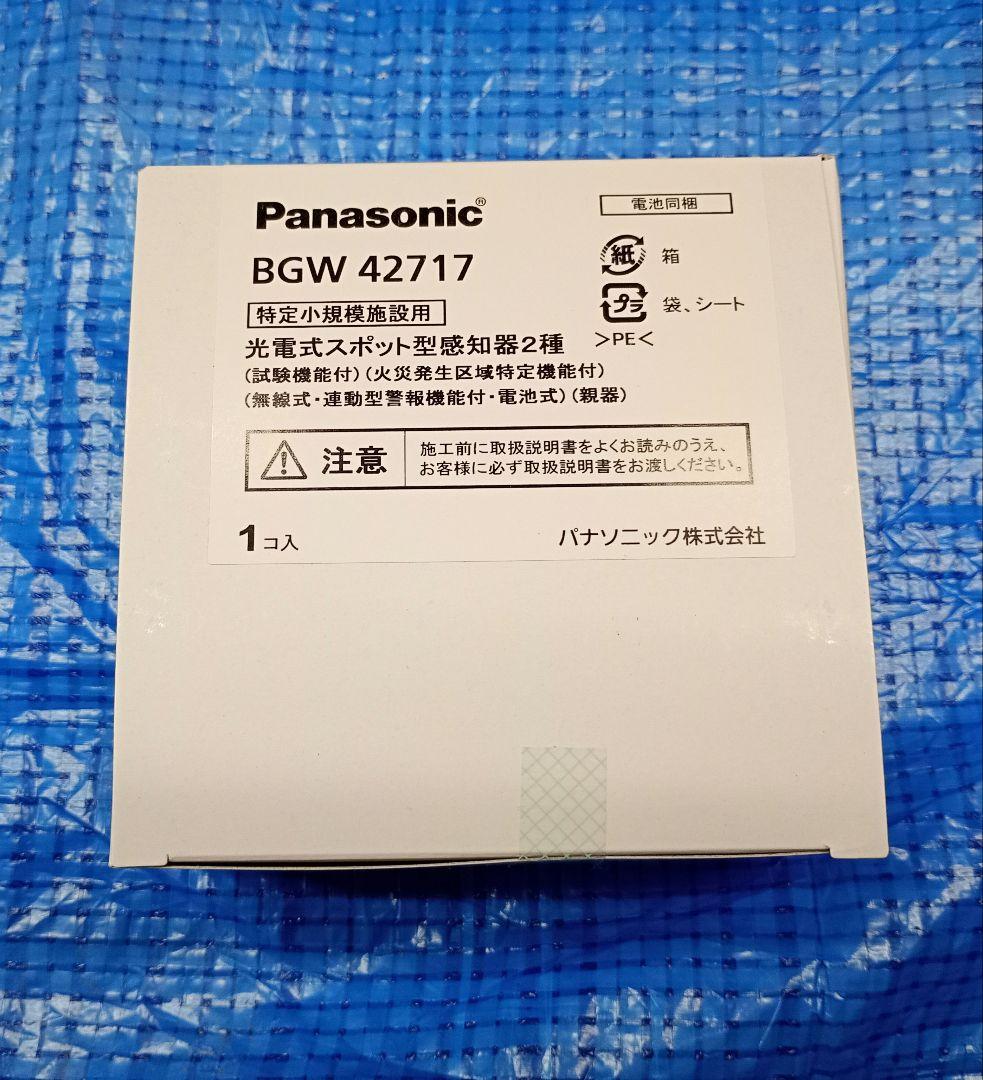 Panasonic®
電池同梱
BGW 42717
紙 箱
プラ 袋、シート
>PE<
特定小規模施設用
光電式スポット型感知器2種
(試験機能付)(火災発生区域特定機能付)
(無線式・連動型警報機能付・電池式)(親器)
注意
施工前に取扱説明書をよくお読みのうえ、
お客様に必ず取扱説明書をお渡しください。
1コ入
パナソニック株式会社